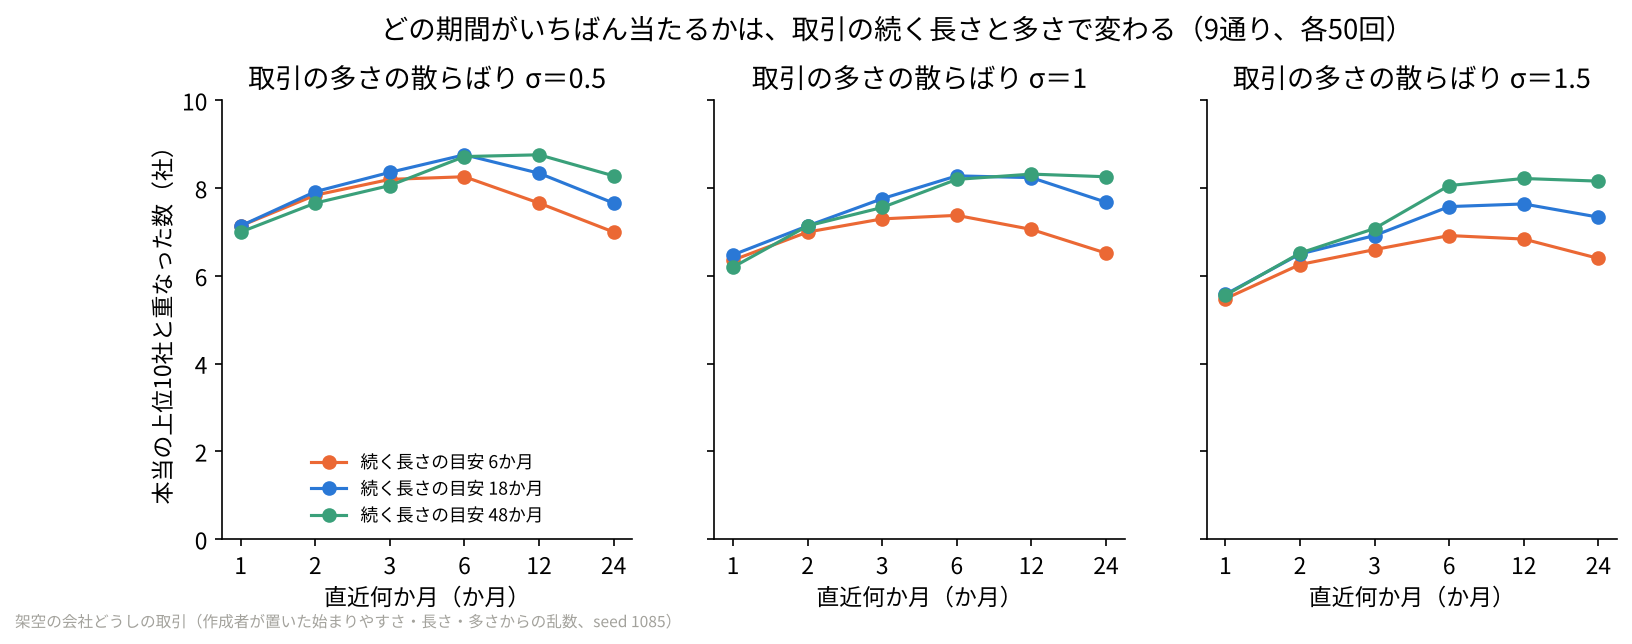 どの期間がいちばん当たるかは、取引の続く長さと多さで変わる（9通り、各50回）
取引の多さの散らばり σ＝0.5
取引の多さの散らばり σ＝1
取引の多さの散らばり σ＝1.5
本当の上位10社と重なった数（社）
10
8
6
4
2
0
続く長さの目安 6か月
続く長さの目安 18か月
続く長さの目安 48か月
1 2 3 6 12 24
1 2 3 6 12 24
1 2 3 6 12 24
直近何か月（か月）
直近何か月（か月）
直近何か月（か月）
架空の会社どうしの取引（作成者が置いた始まりやすさ・長さ・多さからの乱数、seed 1085）